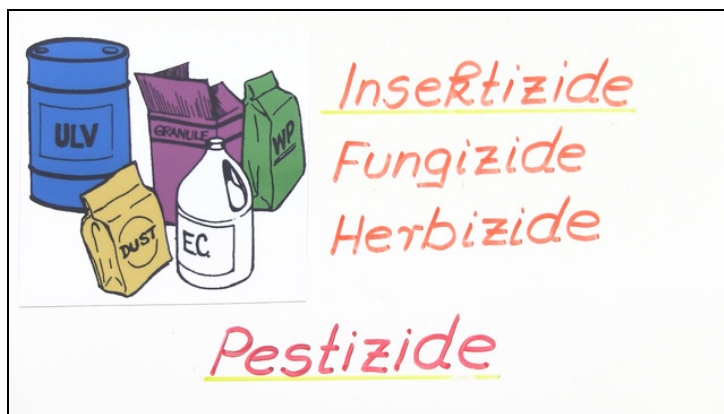 ULV
GRANULE
WP
DUST
E.C.
Insektizide
Fungizide
Herbizide
Pestizide